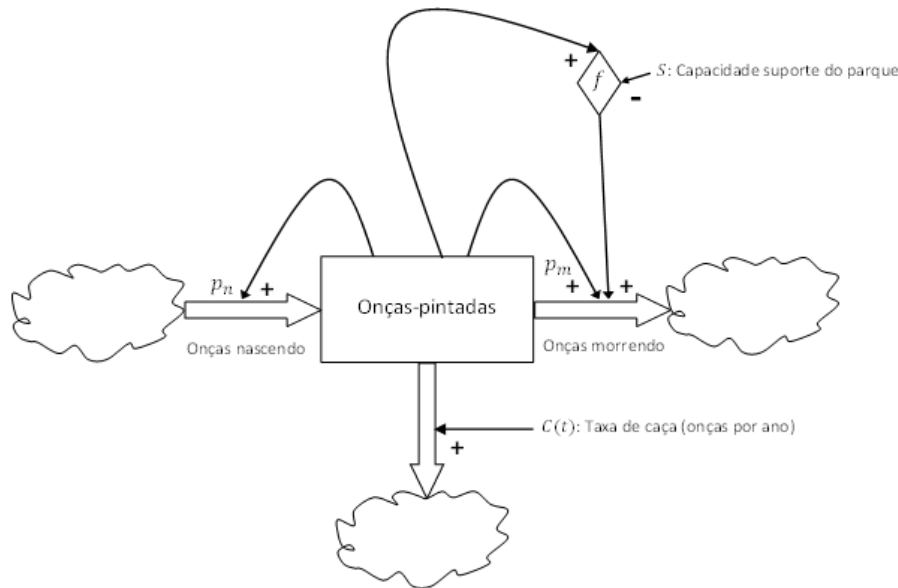 +
f
S: Capacidade suporte do parque
-
p_n
+
p_m
+ +
Onças-pintadas
Onças nascendo
Onças morrendo
C(t): Taxa de caça (onças por ano)
+